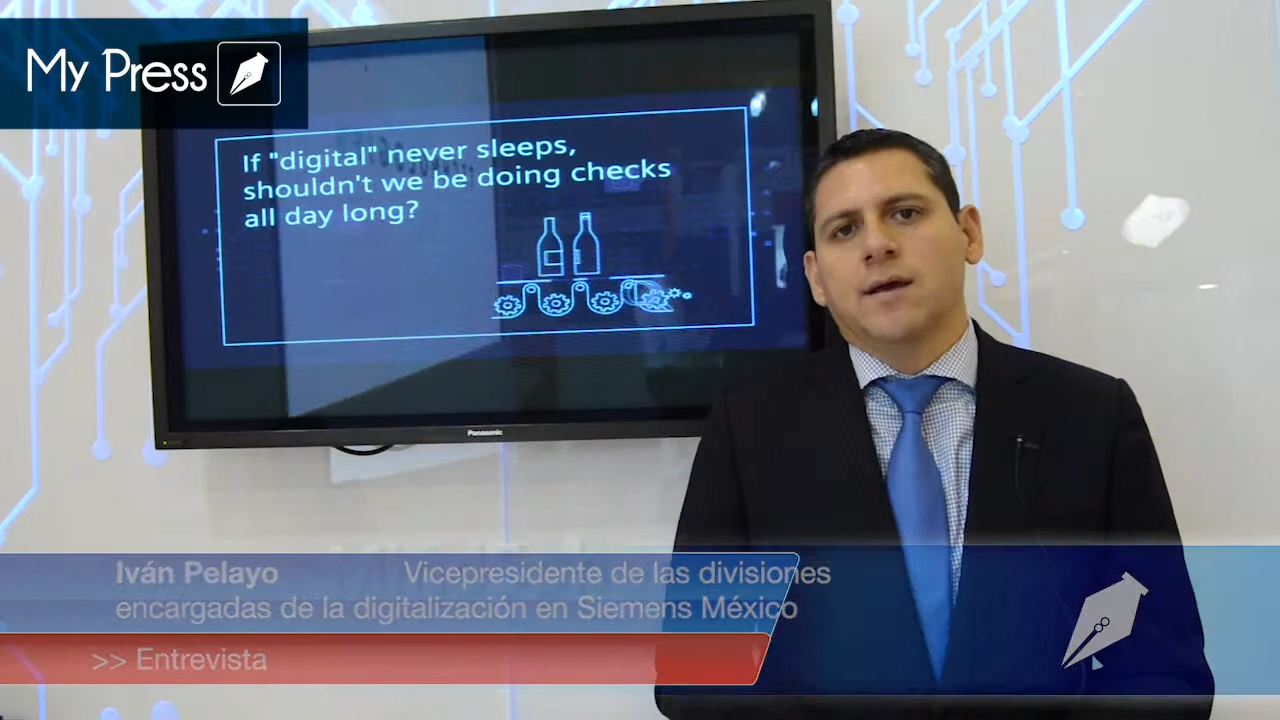 My Press
If "digital" never sleeps,
shouldn't we be doing checks
all day long?
Panasonic
Iván Pelayo Vicepresidente de las divisiones
encargadas de la digitalización en Siemens México
>> Entrevista